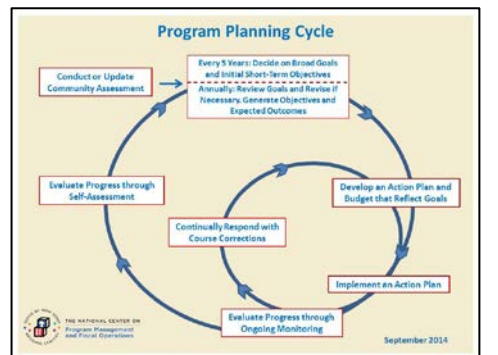 Program Planning Cycle
Conduct or Update
Community Assessment
Every 5 Years: Decide on Broad Goals
and Initial Short-Term Objectives
Annually: Review Goals and Revise if
Necessary. Generate Objectives and
Expected Outcomes
Evaluate Progress through
Self-Assessment
Develop an Action Plan and
Budget that Reflect Goals
Continually Respond with
Course Corrections
Implement an Action Plan
Evaluate Progress through
Ongoing Monitoring
THE NATIONAL CENTER ON
Program Management
and Fiscal Operations
September 2014